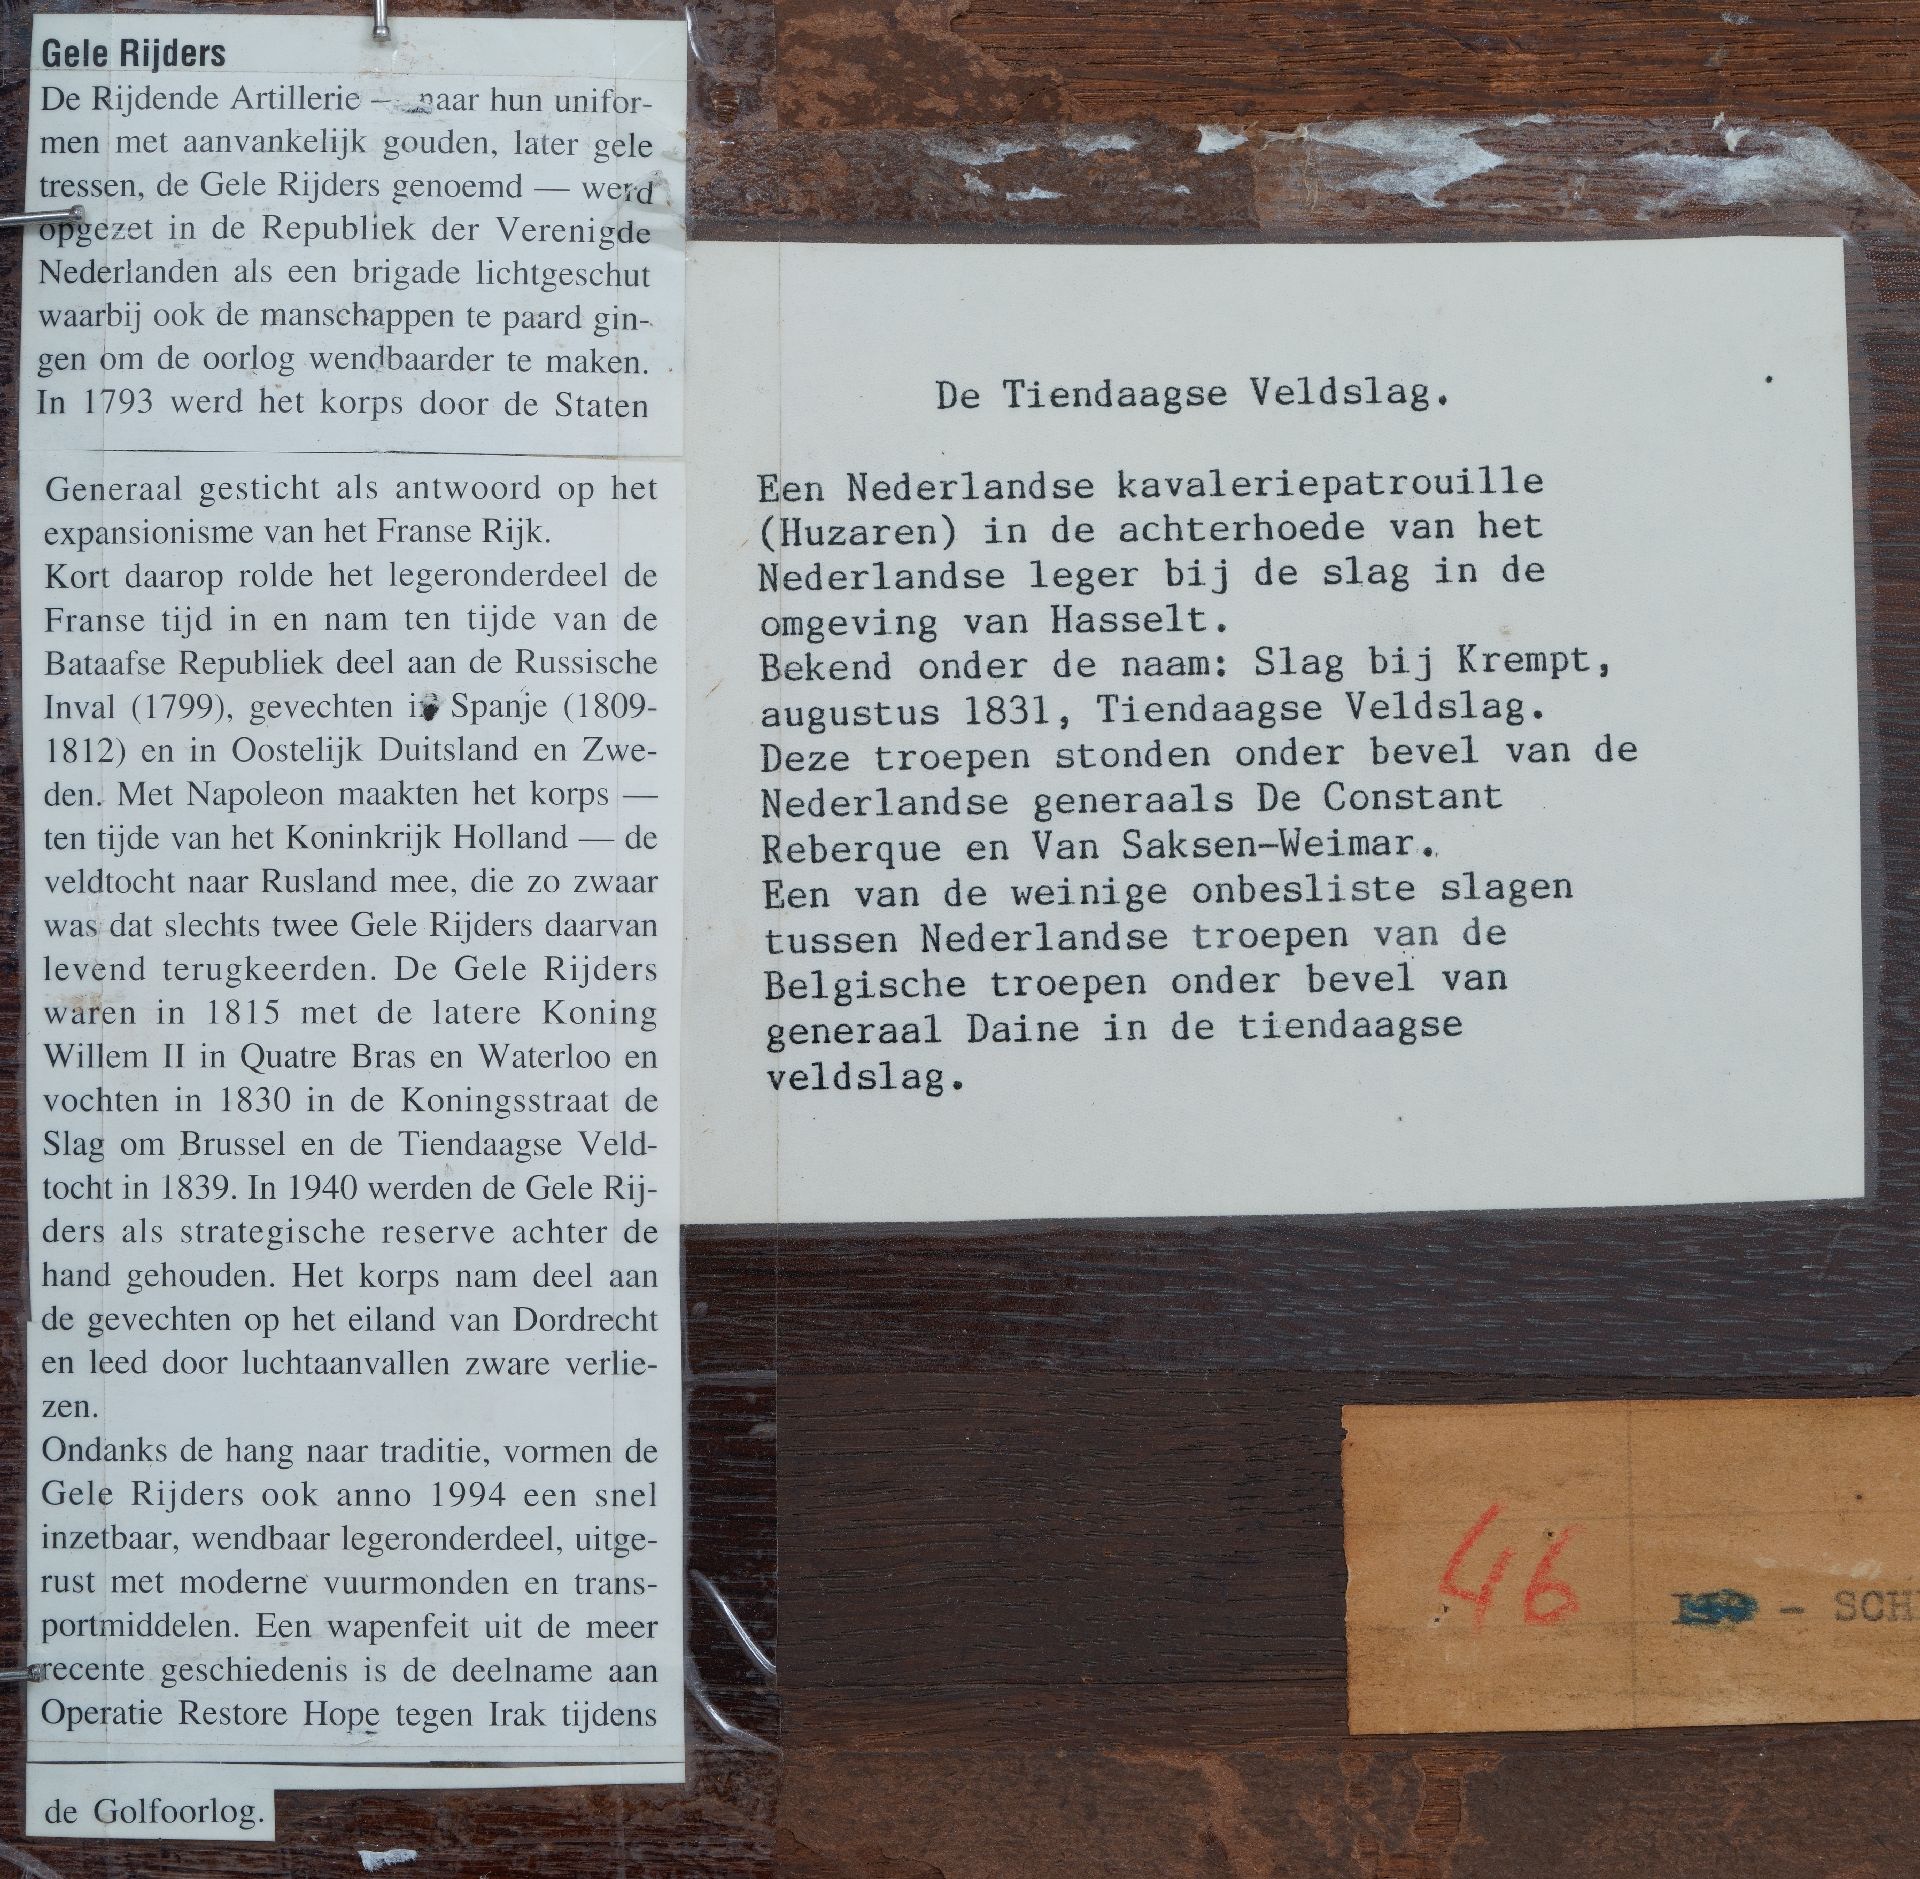 Gele Rijders
De Rijdende Artillerie — naar hun unifor-
men met aanvankelijk gouden, later gele
tressen, de Gele Rijders genoemd — werd
opgezet in de Republiek der Verenigde
Nederlanden als een brigade lichtgeschut
waarbij ook de manschappen te paard gin-
gen om de oorlog wendbaarder te maken.
In 1793 werd het korps door de Staten
Generaal gesticht als antwoord op het
expansionisme van het Franse Rijk.
Kort daarop rolde het legeronderdeel de
Franse tijd in en nam ten tijde van de
Bataafse Republiek deel aan de Russische
Inval (1799), gevechten in Spanje (1809-
1812) en in Oostelijk Duitsland en Zwe-
den. Met Napoleon maakten het korps —
ten tijde van het Koninkrijk Holland — de
veldtocht naar Rusland mee, die zo zwaar
was dat slechts twee Gele Rijders daarvan
levend terugkeerden. De Gele Rijders
waren in 1815 met de latere Koning
Willem II in Quatre Bras en Waterloo en
vochten in 1830 in de Koningsstraat de
Slag om Brussel en de Tiendaagse Veld-
tocht in 1839. In 1940 werden de Gele Rij-
ders als strategische reserve achter de
hand gehouden. Het korps nam deel aan
de gevechten op het eiland van Dordrecht
en leed door luchtaanvallen zware verlie-
zen.
Ondanks de hang naar traditie, vormen de
Gele Rijders ook anno 1994 een snel
inzetbaar, wendbaar legeronderdeel, uitge-
rust met moderne vuurmonden en trans-
portmiddelen. Een wapenfeit uit de meer
recente geschiedenis is de deelname aan
Operatie Restore Hope tegen Irak tijdens
de Golfoorlog.
De Tiendaagse Veldslag.
Een Nederlandse kavaleriepatrouille
(Huzaren) in de achterhoede van het
Nederlandse leger bij de slag in de
omgeving van Hasselt.
Bekend onder de naam: Slag bij Krempt,
augustus 1831, Tiendaagse Veldslag.
Deze troepen stonden onder bevel van de
Nederlandse generaals De Constant
Reberque en Van Saksen-Weimar.
Een van de weinige onbesliste slagen
tussen Nederlandse troepen van de
Belgische troepen onder bevel van
generaal Daine in de tiendaagse
veldslag.
46 - SCH